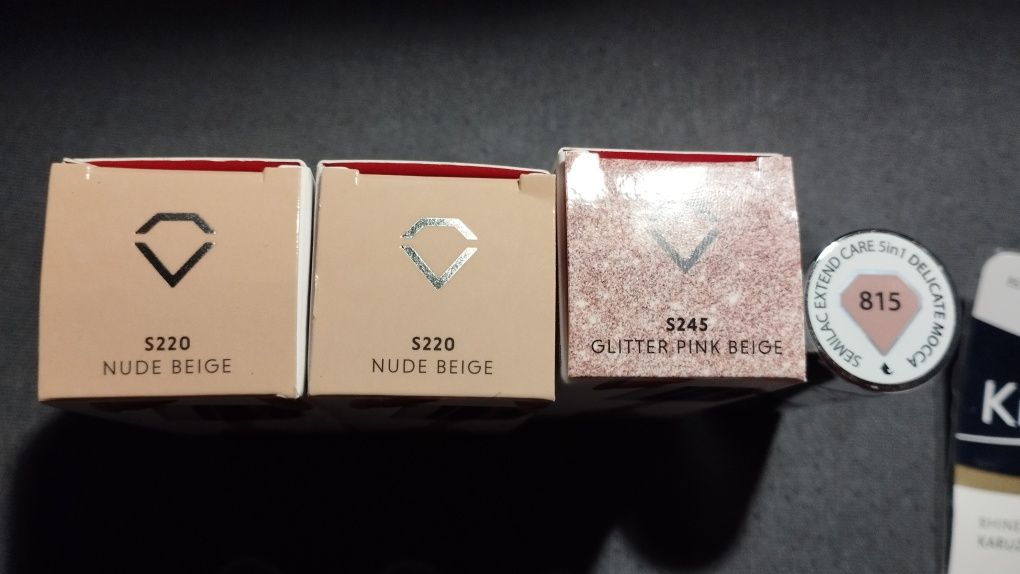 S220
NUDE BEIGE
S220
NUDE BEIGE
S245
GLITTER PINK BEIGE
SEMILAC EXTEND CARE 5in1 DELICATE MOCCA
815